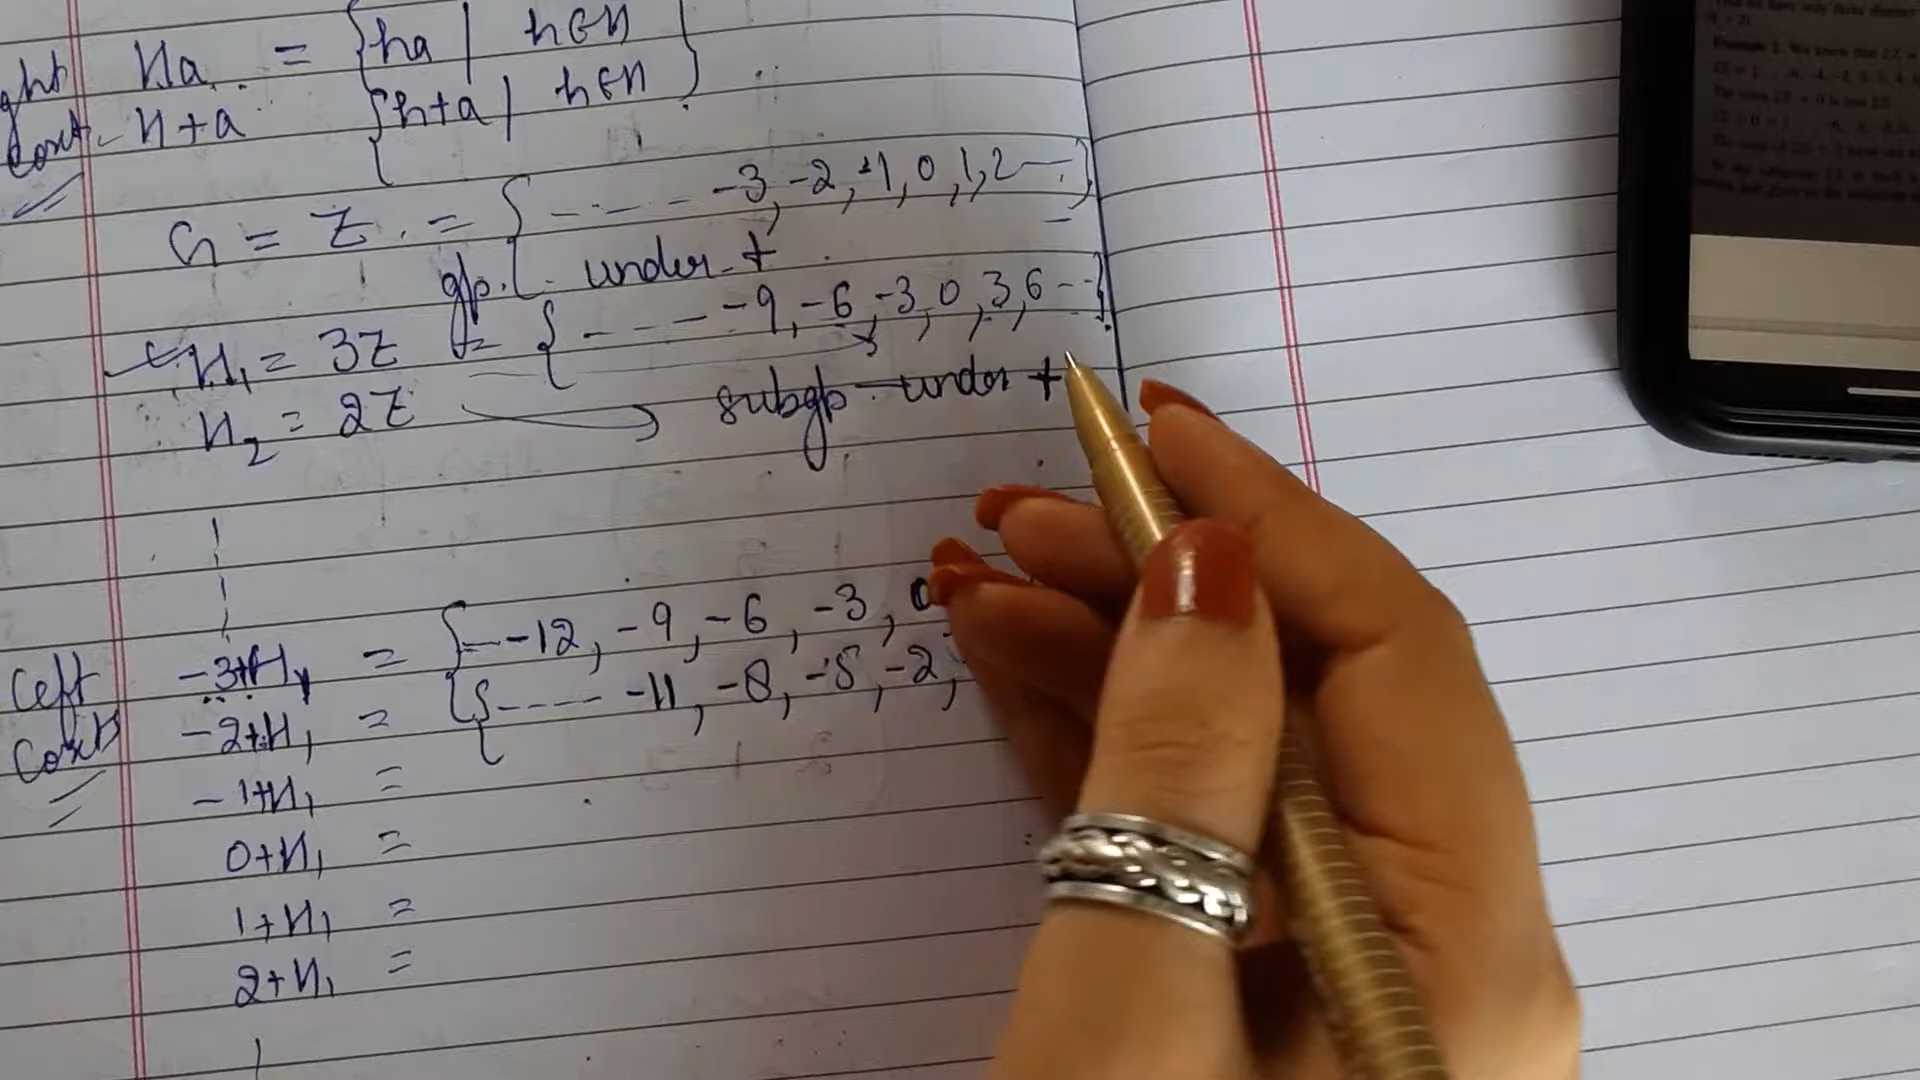 ght Ha = {ha | h∈H}
Coset. H+a {h+a | h∈H}
G = Z. = {------ -3, -2, -1, 0, 1, 2 ---}
gp. under +
H₁ = 3Z = {------ -9, -6, -3, 0, 3, 6 ---}
H₂ = 2Z → subgp. under +
Left -3+H₁ = {-- -12, -9, -6, -3, 0
Cosets -2+H₁ = {----- -11, -8, -5, -2,
-1+H₁ =
0+H₁ =
1+H₁ =
2+H₁ =